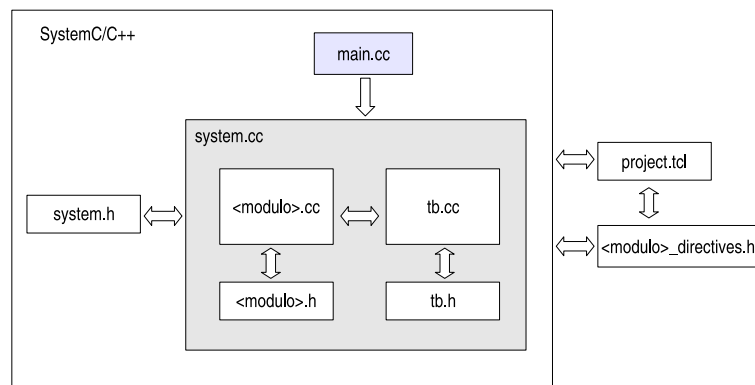 SystemC/C++
main.cc
system.cc
<modulo>.cc
tb.cc
project.tcl
system.h
<modulo>_directives.h
<modulo>.h
tb.h